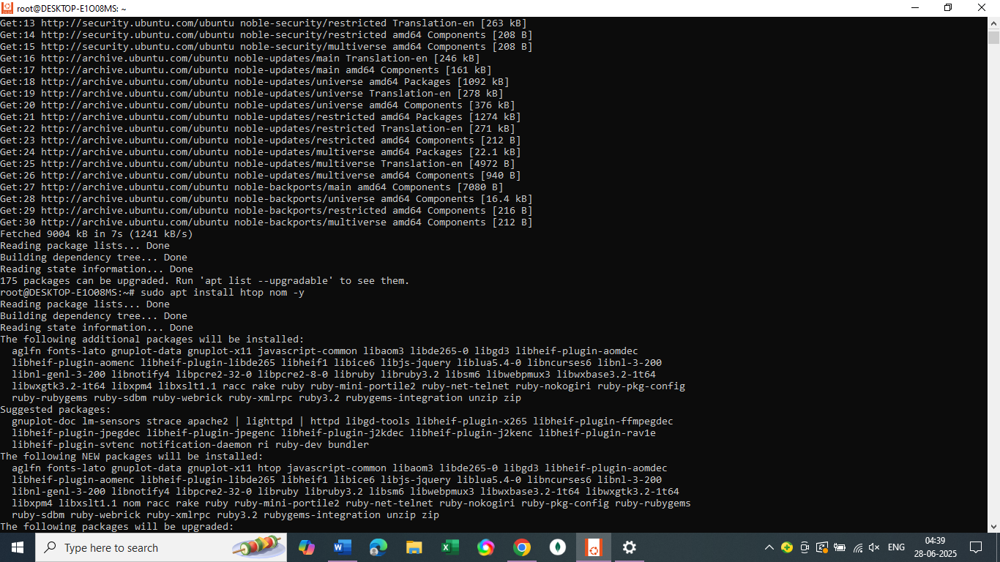 root@DESKTOP-E1O08MS: ~
Get:13 http://security.ubuntu.com/ubuntu noble-security/restricted Translation-en [263 kB]
Get:14 http://security.ubuntu.com/ubuntu noble-security/restricted amd64 Components [208 B]
Get:15 http://security.ubuntu.com/ubuntu noble-security/multiverse amd64 Components [208 B]
Get:16 http://archive.ubuntu.com/ubuntu noble-updates/main Translation-en [246 kB]
Get:17 http://archive.ubuntu.com/ubuntu noble-updates/main amd64 Components [161 kB]
Get:18 http://archive.ubuntu.com/ubuntu noble-updates/universe amd64 Packages [1092 kB]
Get:19 http://archive.ubuntu.com/ubuntu noble-updates/universe Translation-en [278 kB]
Get:20 http://archive.ubuntu.com/ubuntu noble-updates/universe amd64 Components [376 kB]
Get:21 http://archive.ubuntu.com/ubuntu noble-updates/restricted amd64 Packages [1274 kB]
Get:22 http://archive.ubuntu.com/ubuntu noble-updates/restricted Translation-en [271 kB]
Get:23 http://archive.ubuntu.com/ubuntu noble-updates/restricted amd64 Components [212 B]
Get:24 http://archive.ubuntu.com/ubuntu noble-updates/multiverse amd64 Packages [22.1 kB]
Get:25 http://archive.ubuntu.com/ubuntu noble-updates/multiverse Translation-en [4972 B]
Get:26 http://archive.ubuntu.com/ubuntu noble-updates/multiverse amd64 Components [940 B]
Get:27 http://archive.ubuntu.com/ubuntu noble-backports/main amd64 Components [7080 B]
Get:28 http://archive.ubuntu.com/ubuntu noble-backports/universe amd64 Components [16.4 kB]
Get:29 http://archive.ubuntu.com/ubuntu noble-backports/restricted amd64 Components [216 B]
Get:30 http://archive.ubuntu.com/ubuntu noble-backports/multiverse amd64 Components [212 B]
Fetched 9004 kB in 7s (1241 kB/s)
Reading package lists... Done
Building dependency tree... Done
Reading state information... Done
175 packages can be upgraded. Run 'apt list --upgradable' to see them.
root@DESKTOP-E1O08MS:~# sudo apt install htop nom -y
Reading package lists... Done
Building dependency tree... Done
Reading state information... Done
The following additional packages will be installed:
aglfn fonts-lato gnuplot-data gnuplot-x11 javascript-common libaom3 libde265-0 libgd3 libheif-plugin-aomdec
libheif-plugin-aomenc libheif-plugin-libde265 libheif1 libice6 libjs-jquery liblua5.4-0 libncurses6 libnl-3-200
libnl-genl-3-200 libnotify4 libpcre2-32-0 libpcre2-8-0 libruby libruby3.2 libsm6 libwebpmux3 libwxbase3.2-1t64
libwxgtk3.2-1t64 libxpm4 libxslt1.1 racc rake ruby ruby-mini-portile2 ruby-net-telnet ruby-nokogiri ruby-pkg-config
ruby-rubygems ruby-sdbm ruby-webrick ruby-xmlrpc ruby3.2 rubygems-integration unzip zip
Suggested packages:
gnuplot-doc lm-sensors strace apache2 | lighttpd | httpd libgd-tools libheif-plugin-x265 libheif-plugin-ffmpegdec
libheif-plugin-jpegdec libheif-plugin-jpegenc libheif-plugin-j2kdec libheif-plugin-j2kenc libheif-plugin-rav1e
libheif-plugin-svtenc notification-daemon ri ruby-dev bundler
The following NEW packages will be installed:
aglfn fonts-lato gnuplot-data gnuplot-x11 htop javascript-common libaom3 libde265-0 libgd3 libheif-plugin-aomdec
libheif-plugin-aomenc libheif-plugin-libde265 libheif1 libice6 libjs-jquery liblua5.4-0 libncurses6 libnl-3-200
libnl-genl-3-200 libnotify4 libpcre2-32-0 libruby libruby3.2 libsm6 libwebpmux3 libwxbase3.2-1t64 libwxgtk3.2-1t64
libxpm4 libxslt1.1 nom racc rake ruby ruby-mini-portile2 ruby-net-telnet ruby-nokogiri ruby-pkg-config ruby-rubygems
ruby-sdbm ruby-webrick ruby-xmlrpc ruby3.2 rubygems-integration unzip zip
The following packages will be upgraded:
Type here to search
ENG
04:39
28-06-2025